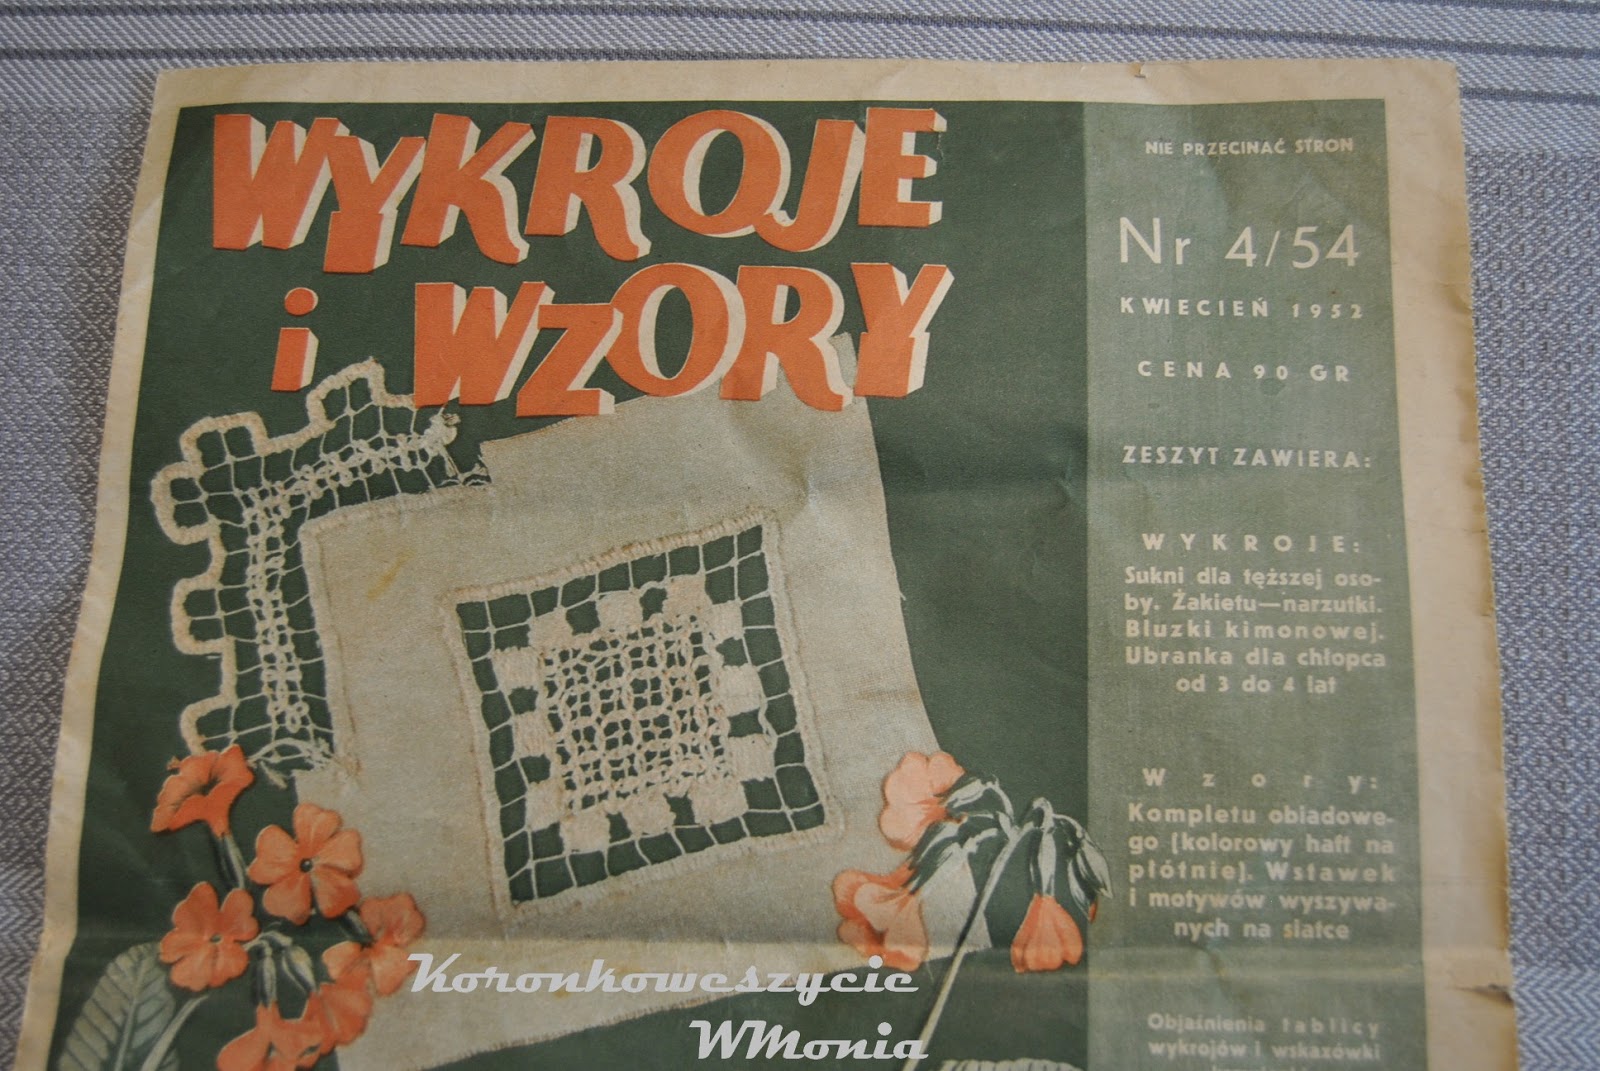 WYKROJE
i WZORY
NIE PRZECINAĆ STRON
Nr 4/54
KWIECIEŃ 1952
CENA 90 GR
ZESZYT ZAWIERA:
WYKROJE:
Sukni dla tęższej oso-
by. Żakietu—narzutki.
Bluzki kimonowej.
Ubranka dla chłopca
od 3 do 4 lat
Wzory:
Kompletu obiadowe-
go (kolorowy haft na
płótnie). Wstawek
i motywów wyszywa-
nych na siatce
Objaśnienia tablicy
wykrojów i wskazówki
Koronkoweszycie
WMonia